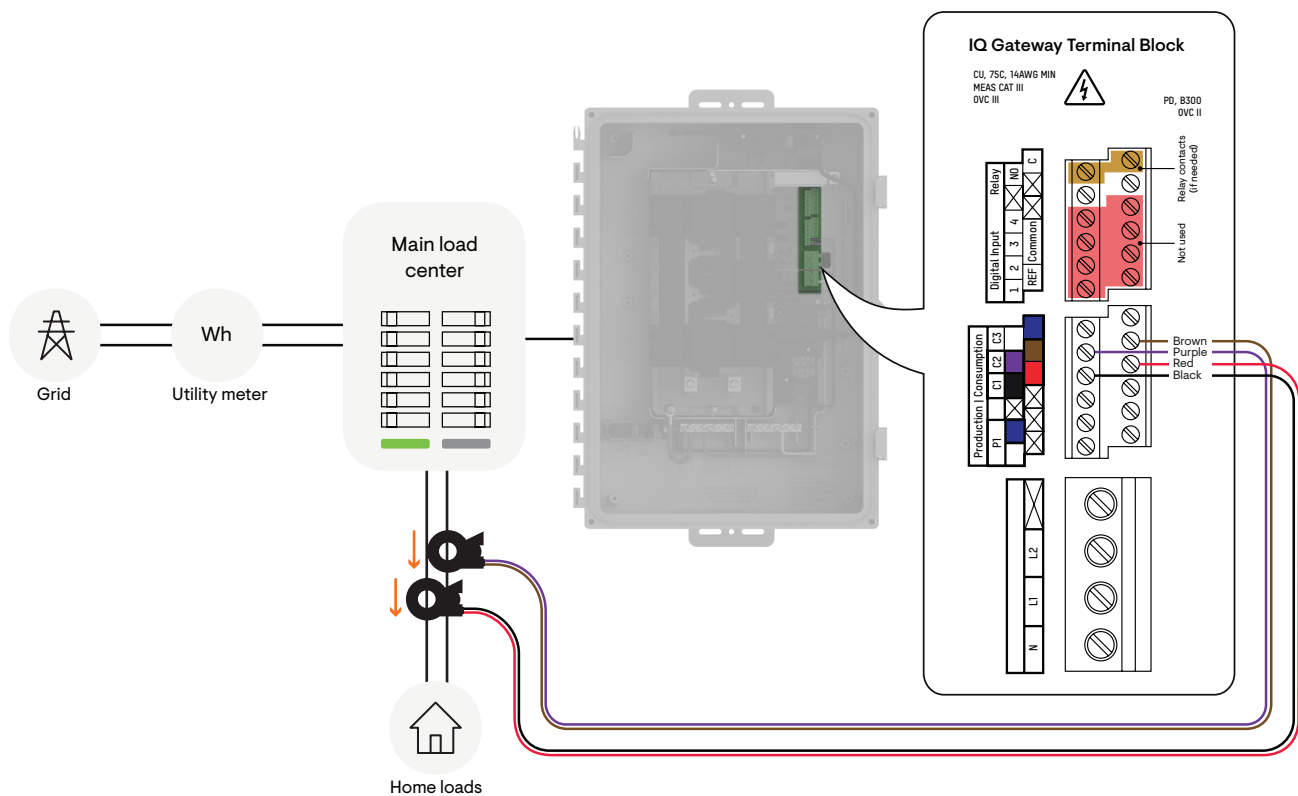 IQ Gateway Terminal Block
CU, 75C, 14AWG MIN
MEAS CAT III
OVC III
PD, B300
OVC II
Relay
NO
C
Digital Input
4
3
2
1
Common
REF
Relay contacts
(if needed)
Not used
Main load
center
Grid
Wh
Utility meter
Production | Consumption
C3
C2
C1
P1
Brown
Purple
Red
Black
L2
L1
N
Home loads